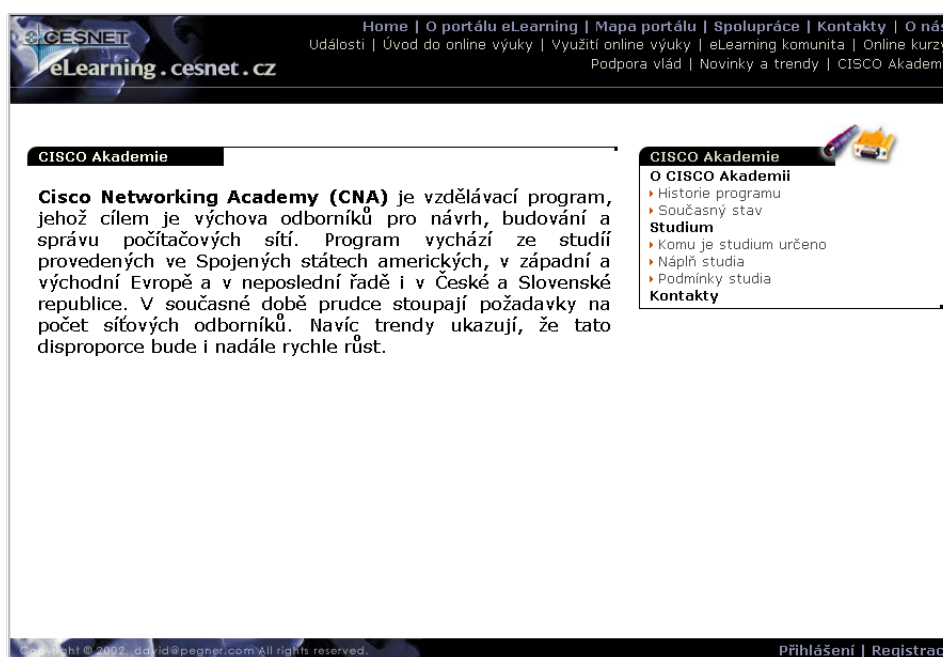 CESNET
eLearning.cesnet.cz
Home | O portálu eLearning | Mapa portálu | Spolupráce | Kontakty | O nás
Události | Úvod do online výuky | Využití online výuky | eLearning komunita | Online kurzy
Podpora vlád | Novinky a trendy | CISCO Akadem
CISCO Akademie
Cisco Networking Academy (CNA) je vzdělávací program,
jehož cílem je výchova odborníků pro návrh, budování a
správu počítačových sítí. Program vychází ze studíí
provedených ve Spojených státech amerických, v západní a
východní Evropě a v neposlední řadě i v České a Slovenské
republice. V současné době prudce stoupají požadavky na
počet síťových odborníků. Navíc trendy ukazují, že tato
disproporce bude i nadále rychle růst.
CISCO Akademie
O CISCO Akademii
Historie programu
Současný stav
Studium
Komu je studium určeno
Náplň studia
Podmínky studia
Kontakty
Copyright © 2002, david@pegner.com All rights reserved.
Přihlášení | Registrac